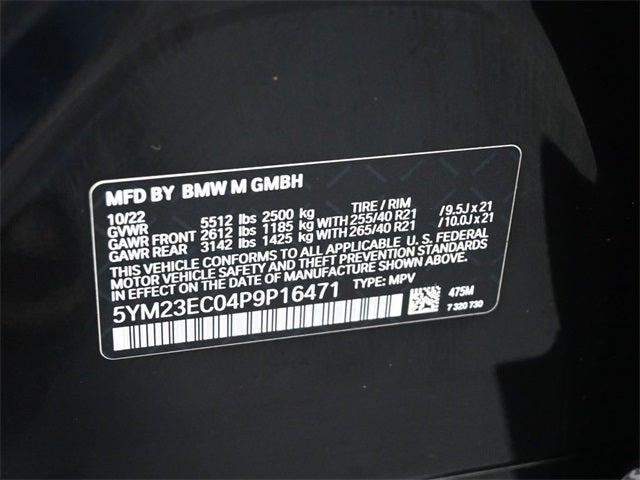 MFD BY BMW M GMBH
10/22 TIRE / RIM
GVWR 5512 lbs 2500 kg
GAWR FRONT 2612 lbs 1185 kg WITH 255/40 R21 /9.5J x 21
GAWR REAR 3142 lbs 1425 kg WITH 265/40 R21 /10.0J x 21
THIS VEHICLE CONFORMS TO ALL APPLICABLE U. S. FEDERAL
MOTOR VEHICLE SAFETY AND THEFT PREVENTION STANDARDS
IN EFFECT ON THE DATE OF MANUFACTURE SHOWN ABOVE.
5YM23EC04P9P16471 TYPE: MPV
475M
7 320 730